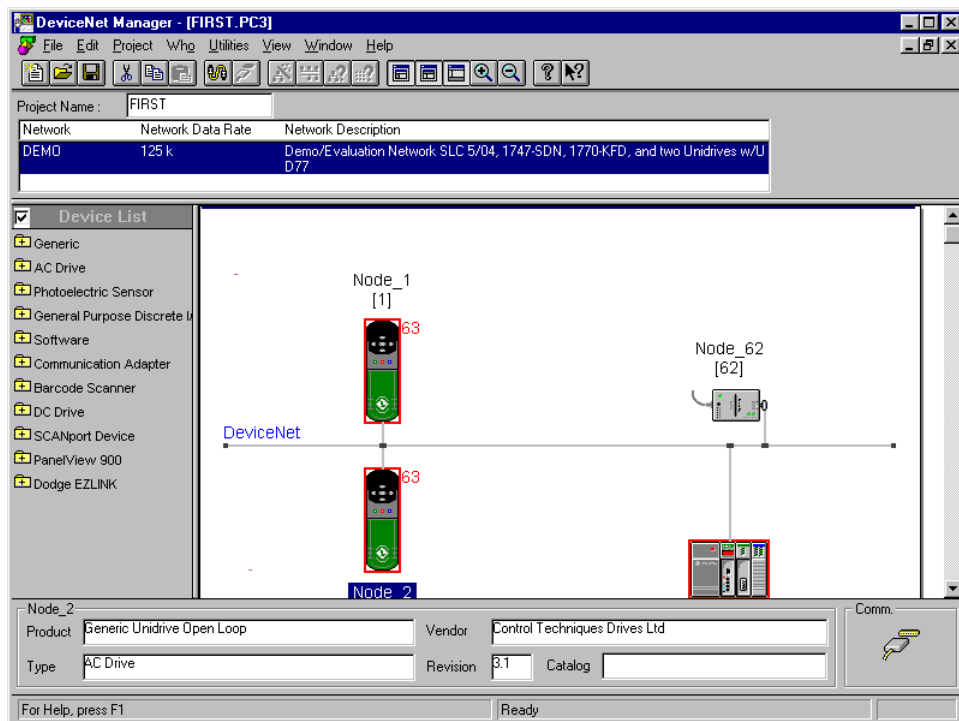 DeviceNet Manager - [FIRST.PC3]
File Edit Project Who Utilities View Window Help
Project Name : FIRST
Network Network Data Rate Network Description
DEMO 125 k Demo/Evaluation Network SLC 5/04, 1747-SDN, 1770-KFD, and two Unidrives w/U
D77
Device List
Generic
AC Drive
Photoelectric Sensor
General Purpose Discrete I/
Software
Communication Adapter
Barcode Scanner
DC Drive
SCANport Device
PanelView 900
Dodge EZLINK
Node_1
[1]
63
Node_62
[62]
DeviceNet
63
Node_2
Node_2
Product Generic Unidrive Open Loop Vendor Control Techniques Drives Ltd
Type AC Drive Revision 3.1 Catalog
Comm.
For Help, press F1 Ready